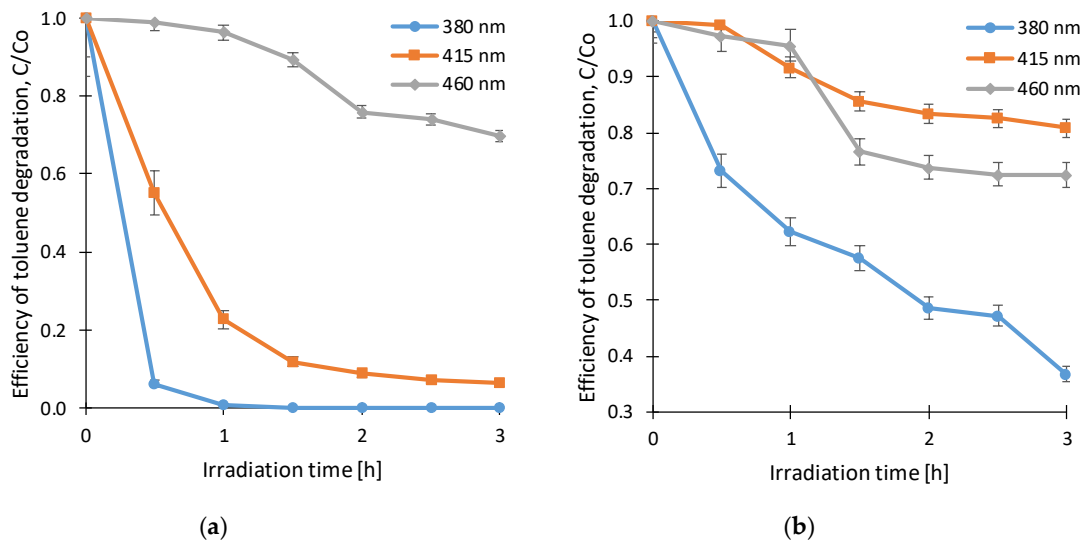 Efficiency of toluene degradation, C/Co
1.0
0.8
0.6
0.4
0.2
0.0
0
1
2
3
Irradiation time [h]
380 nm
415 nm
460 nm
(a)
Efficiency of toluene degradation, C/Co
1.0
0.9
0.8
0.7
0.6
0.5
0.4
0.3
0
1
2
3
Irradiation time [h]
380 nm
415 nm
460 nm
(b)